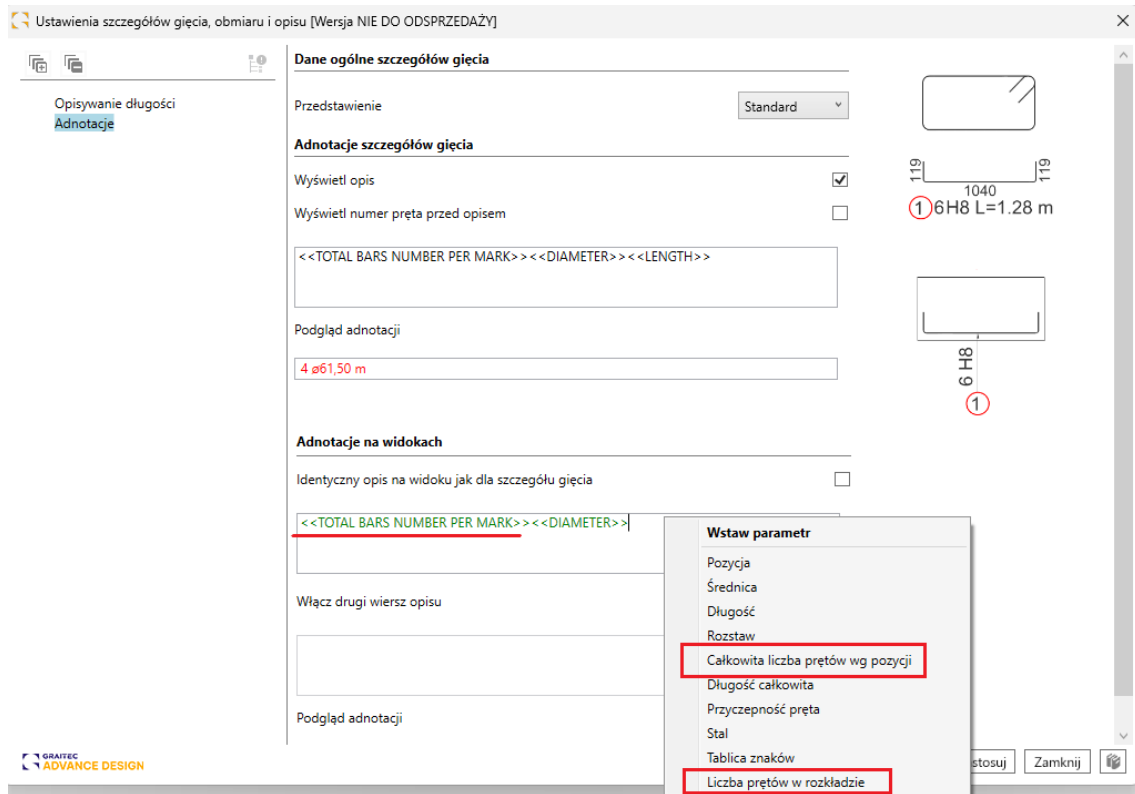 Ustawienia szczegółów gięcia, obmiaru i opisu [Wersja NIE DO ODSPRZEDAŻY]
Opisywanie długości
Adnotacje
Dane ogólne szczegółów gięcia
Przedstawienie
Standard
Adnotacje szczegółów gięcia
Wyświetl opis
Wyświetl numer pręta przed opisem
<<TOTAL BARS NUMBER PER MARK>><<DIAMETER>><<LENGTH>>
Podgląd adnotacji
4 ø61,50 m
Adnotacje na widokach
Identyczny opis na widoku jak dla szczegółu gięcia
<<TOTAL BARS NUMBER PER MARK>><<DIAMETER>>
Włącz drugi wiersz opisu
Podgląd adnotacji
119
119
1040
1 6H8 L=1.28 m
6 H8
1
Wstaw parametr
Pozycja
Średnica
Długość
Rozstaw
Całkowita liczba prętów wg pozycji
Długość całkowita
Przyczepność pręta
Stal
Tablica znaków
Liczba prętów w rozkładzie
GRAITEC
ADVANCE DESIGN
stosuj
Zamknij